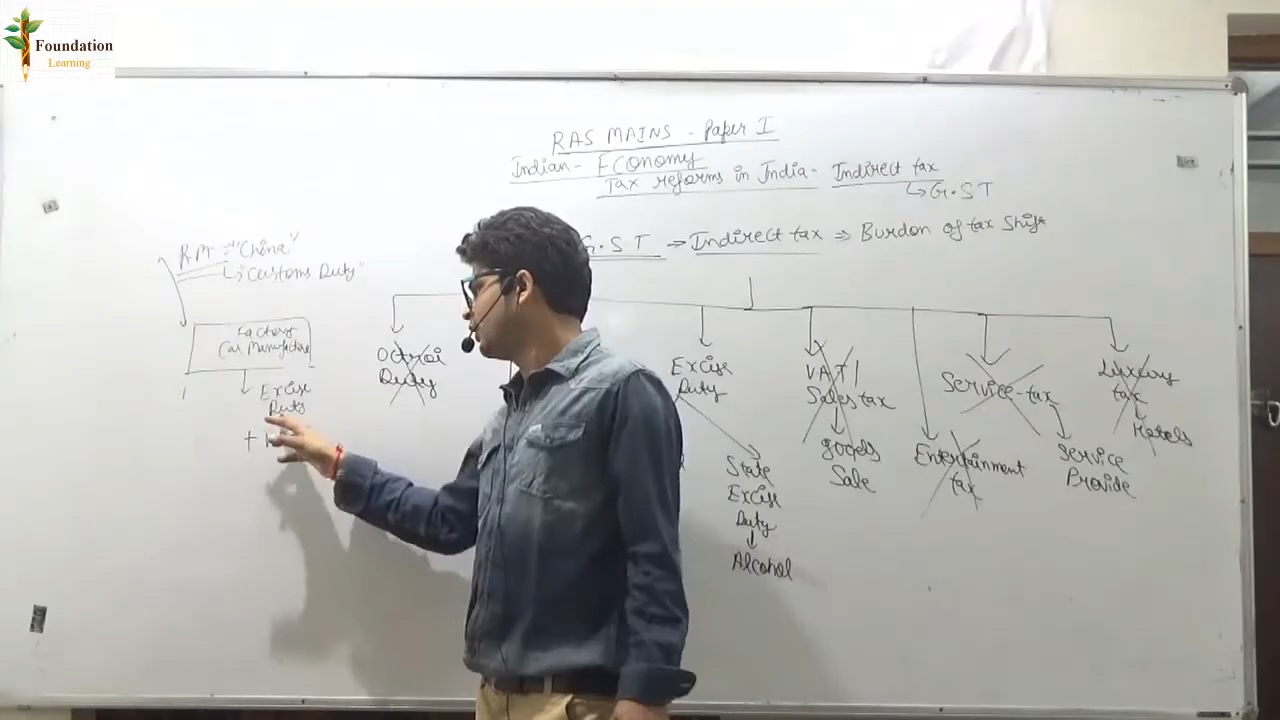 Foundation
Learning
RAS MAINS - Paper I
Indian - Economy
Tax reforms in India - Indirect tax
↳ G.S.T
G.S.T → Indirect tax ⇒ Burdon of tax Shift
"China"
↳ Customs Duty"
Factory
Car Manufacture
Excise
Duty
+
Octroi
Duty
Excise
Duty
State
Excise
Duty
↓
Alcohol
VAT/
Sales tax
↓
goods
Sale
Entertainment
tax
Service-tax
Service
Provide
Luxury
tax
Hotels